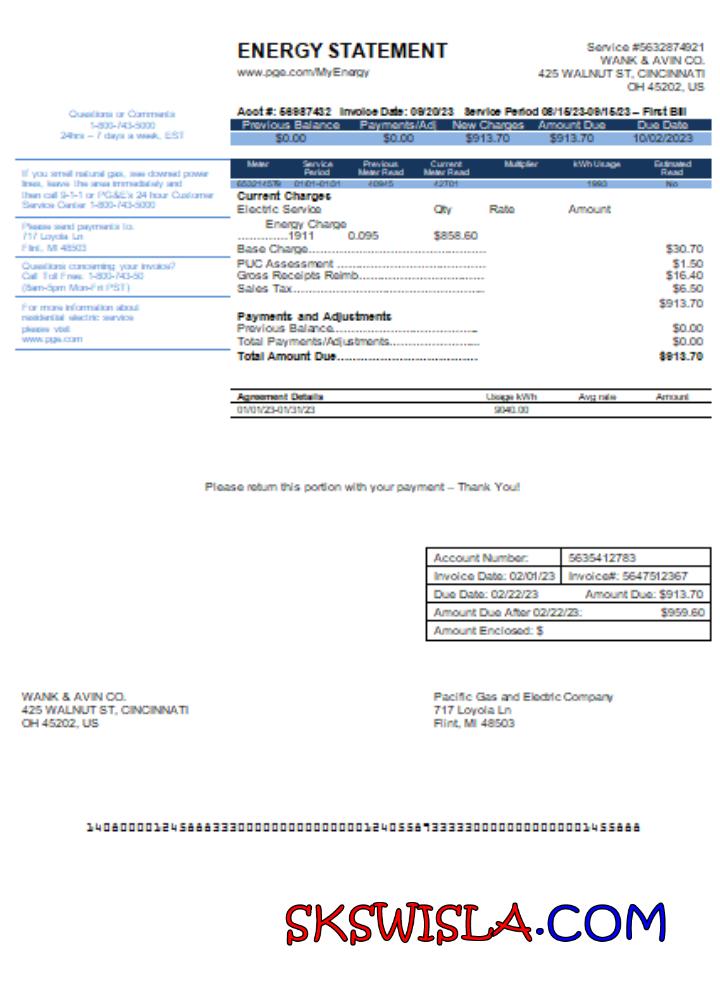 ENERGY STATEMENT
www.pge.com/MyEnergy
Service #5632874921
WANK & AVIN CO.
425 WALNUT ST, CINCINNATI
OH 45202, US
Questions or Comments
1-800-743-5000
24hrs – 7 days a week, EST
Acct #: 56987432 Invoice Date: 09/20/23 Service Period 08/15/23-09/15/23 – First Bill
Previous Balance Payments/Adj New Charges Amount Due Due Date
$0.00 $0.00 $913.70 $913.70 10/02/2023
If you smell natural gas, see downed power
lines, leave the area immediately and
then call 9-1-1 or PG&E's 24 hour Customer
Service Center 1-800-743-5000
Please send payments to.
717 Loyola Ln
Flint, MI 48503
Questions concerning your invoice?
Call Toll Free: 1-800-743-50
(8am-5pm Mon-Fri PST)
For more information about
residential electric service
please visit
www.pge.com
Meter Service Period Previous Meter Read Current Meter Read Multiplier kWh Usage Estimated Read
01/01-01/31 40945 42701 1993 No
Current Charges
Electric Service Qty Rate Amount
Energy Charge
..............1911 0.095 $858.60
Base Charge.......................................................... $30.70
PUC Assessment .................................................. $1.50
Gross Receipts Reimb.......................................... $16.40
Sales Tax............................................................... $6.50
$913.70
Payments and Adjustments
Previous Balance................................................ $0.00
Total Payments/Adjustments............................. $0.00
Total Amount Due............................................... $913.70
Agreement Details Usage kWh Avg rate Amount
01/01/23-01/31/23 9040.00
Please return this portion with your payment – Thank You!
Account Number: 5635412783
Invoice Date: 02/01/23 Invoice#: 5647512367
Due Date: 02/22/23 Amount Due: $913.70
Amount Due After 02/22/23: $959.60
Amount Enclosed: $
WANK & AVIN CO.
425 WALNUT ST, CINCINNATI
OH 45202, US
Pacific Gas and Electric Company
717 Loyola Ln
Flint, MI 48503
SKSWISLA.COM